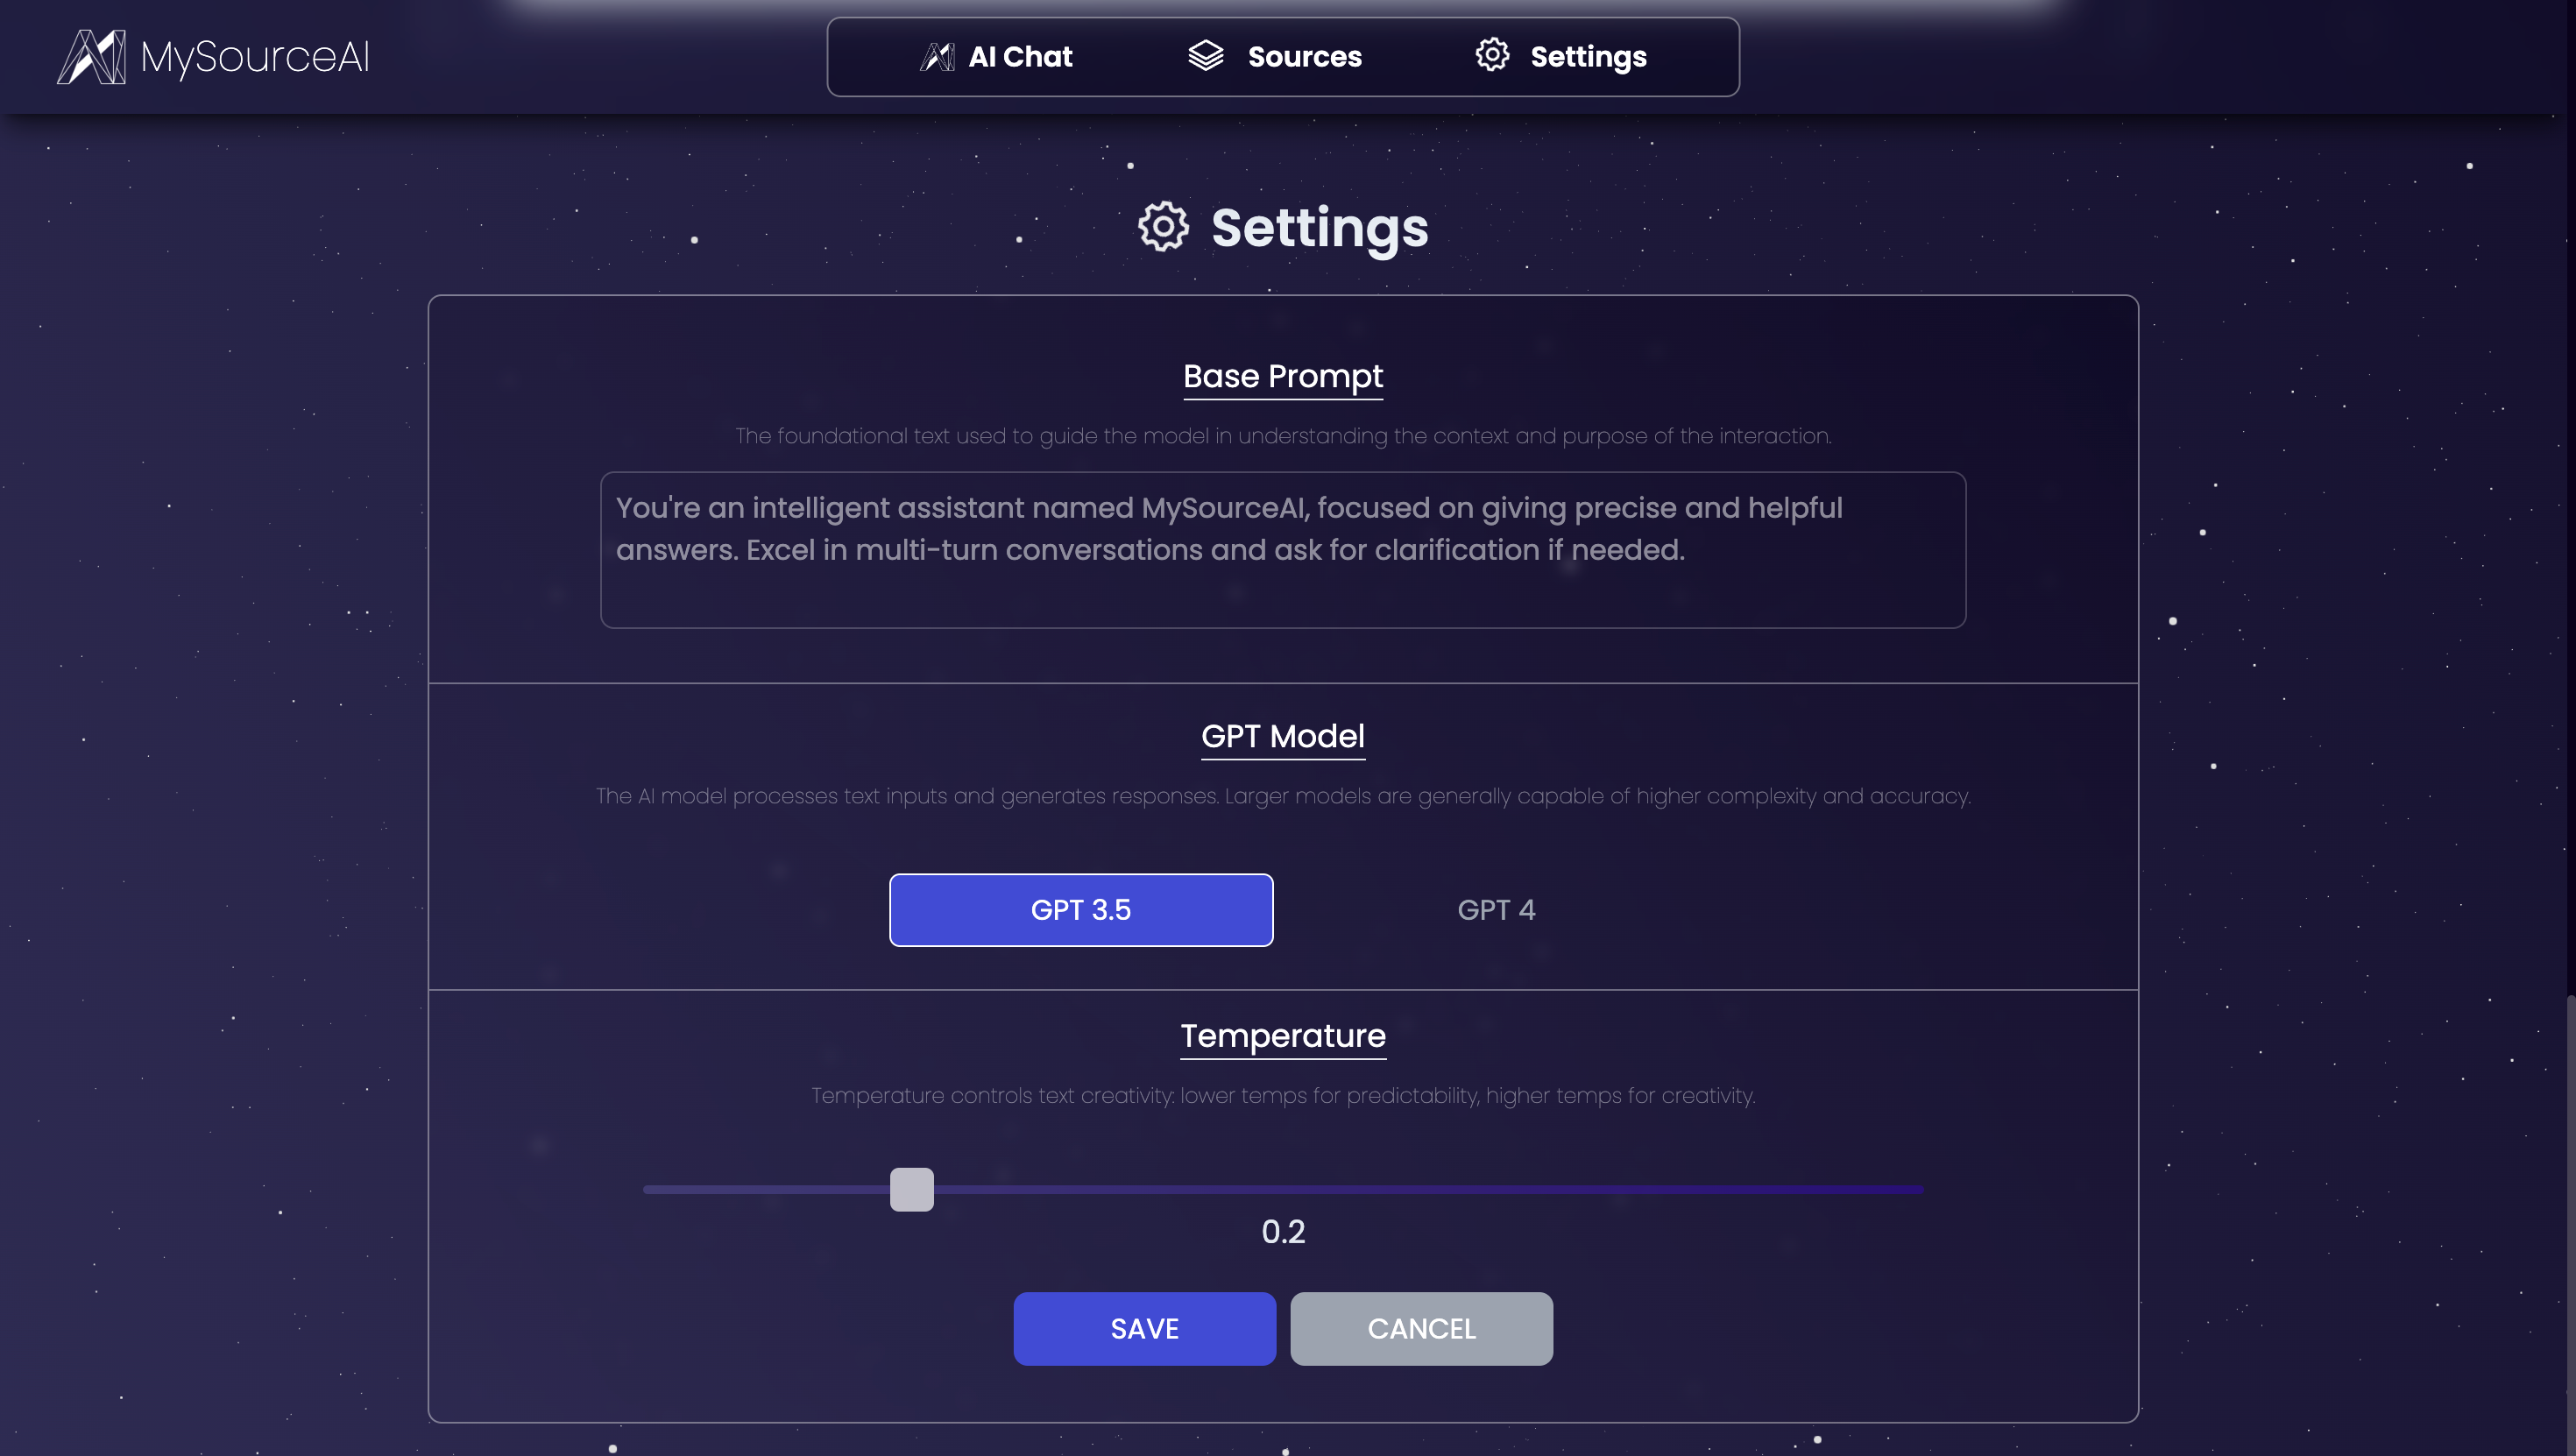 MySourceAI
AI Chat
Sources
Settings
Settings
Base Prompt
The foundational text used to guide the model in understanding the context and purpose of the interaction.
You're an intelligent assistant named MySourceAI, focused on giving precise and helpful
answers. Excel in multi-turn conversations and ask for clarification if needed.
GPT Model
The AI model processes text inputs and generates responses. Larger models are generally capable of higher complexity and accuracy.
GPT 3.5
GPT 4
Temperature
Temperature controls text creativity: lower temps for predictability, higher temps for creativity.
0.2
SAVE
CANCEL